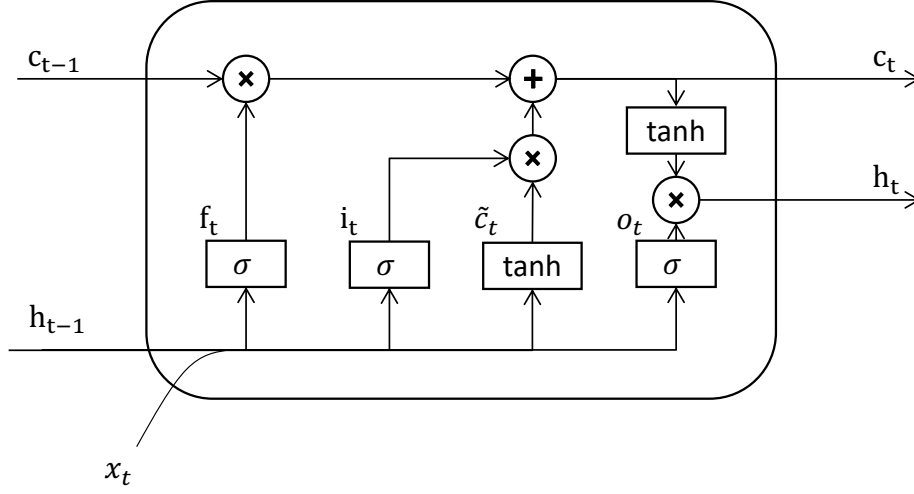 c_{t−1} × + c_t
tanh
× × h_t
f_t i_t c̃_t o_t
σ σ tanh σ
h_{t−1}
x_t